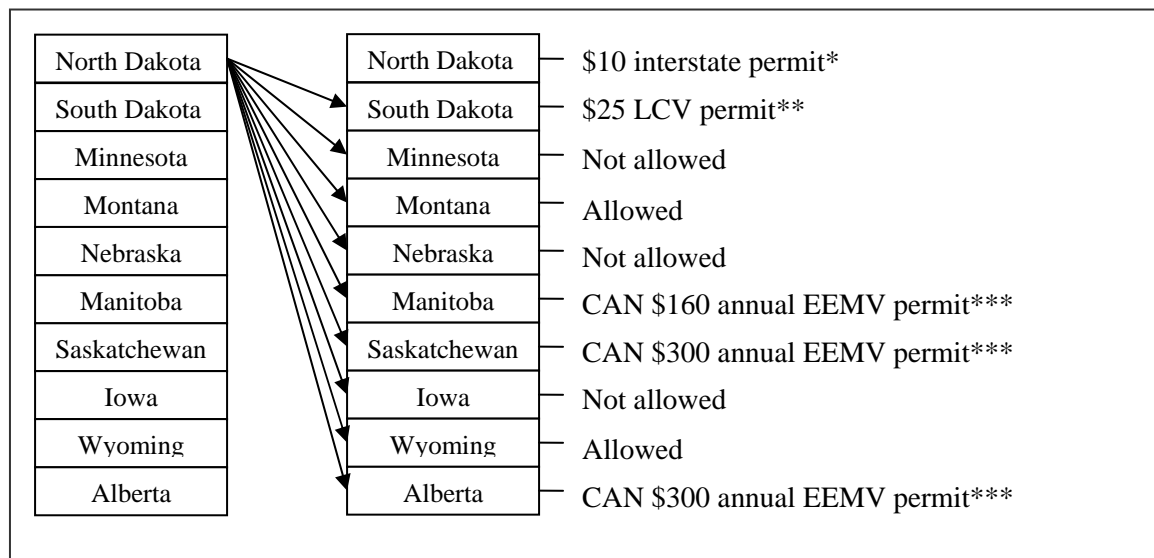 North Dakota North Dakota $10 interstate permit*
South Dakota South Dakota $25 LCV permit**
Minnesota Minnesota Not allowed
Montana Montana Allowed
Nebraska Nebraska Not allowed
Manitoba Manitoba CAN $160 annual EEMV permit***
Saskatchewan Saskatchewan CAN $300 annual EEMV permit***
Iowa Iowa Not allowed
Wyoming Wyoming Allowed
Alberta Alberta CAN $300 annual EEMV permit***